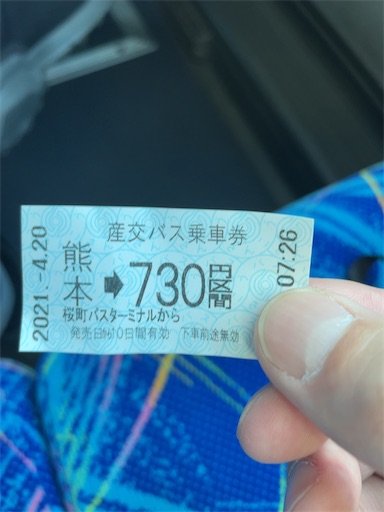 2021.-4.20
産交バス乗車券
熊本➡730円区間
桜町バスターミナルから
発売日から10日間有効 下車前途無効
07:26